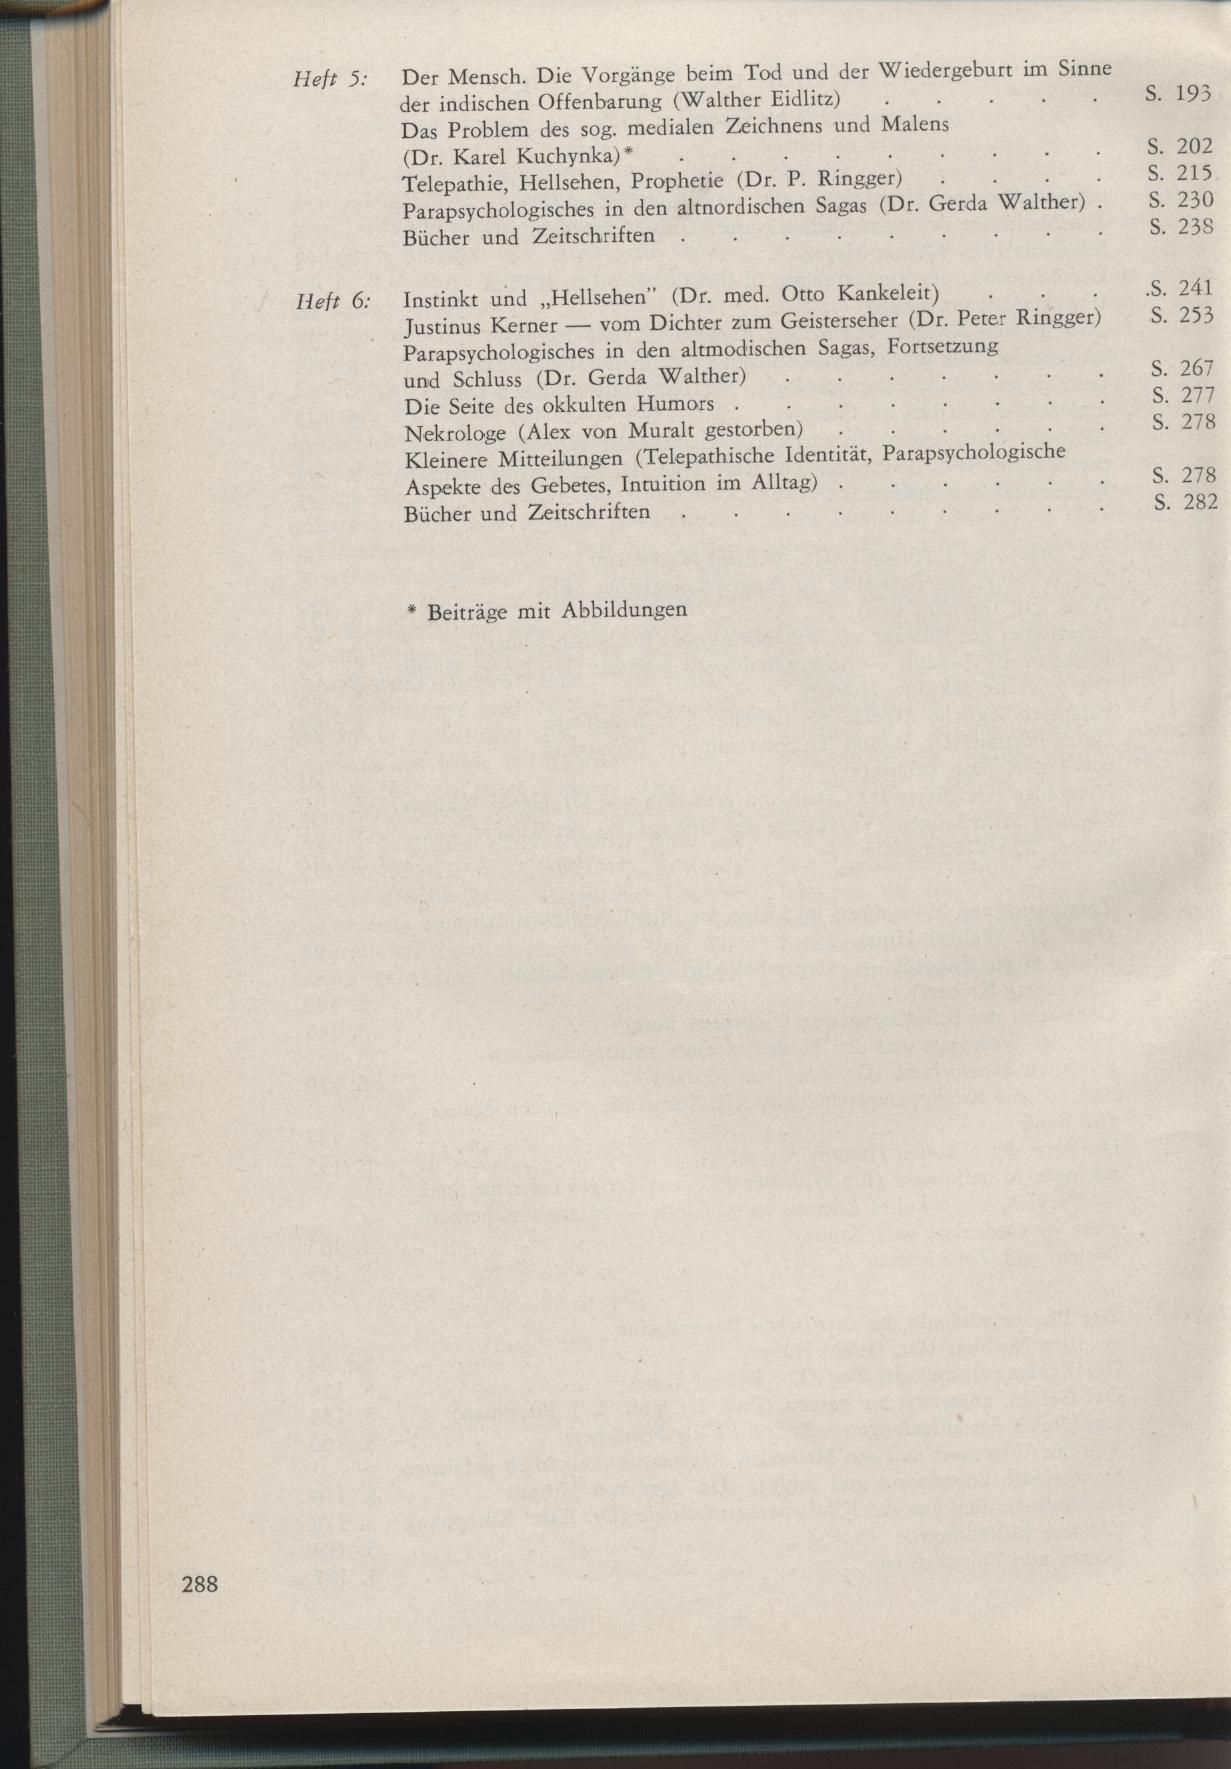 Heft 5: Der Mensch. Die Vorgänge beim Tod und der Wiedergeburt im Sinne
der indischen Offenbarung (Walther Eidlitz) . . . . . S. 193
Das Problem des sog. medialen Zeichnens und Malens
(Dr. Karel Kuchynka)* . . . . . . . . . S. 202
Telepathie, Hellsehen, Prophetie (Dr. P. Ringger) . . . . S. 215
Parapsychologisches in den altnordischen Sagas (Dr. Gerda Walther) . S. 230
Bücher und Zeitschriften . . . . . . . . . S. 238
Heft 6: Instinkt und „Hellsehen” (Dr. med. Otto Kankeleit) . . . .S. 241
Justinus Kerner — vom Dichter zum Geisterseher (Dr. Peter Ringger) S. 253
Parapsychologisches in den altmodischen Sagas, Fortsetzung
und Schluss (Dr. Gerda Walther) . . . . . . . S. 267
Die Seite des okkulten Humors . . . . . . . . S. 277
Nekrologe (Alex von Muralt gestorben) . . . . . . S. 278
Kleinere Mitteilungen (Telepathische Identität, Parapsychologische
Aspekte des Gebetes, Intuition im Alltag) . . . . . . S. 278
Bücher und Zeitschriften . . . . . . . . . S. 282
* Beiträge mit Abbildungen
288